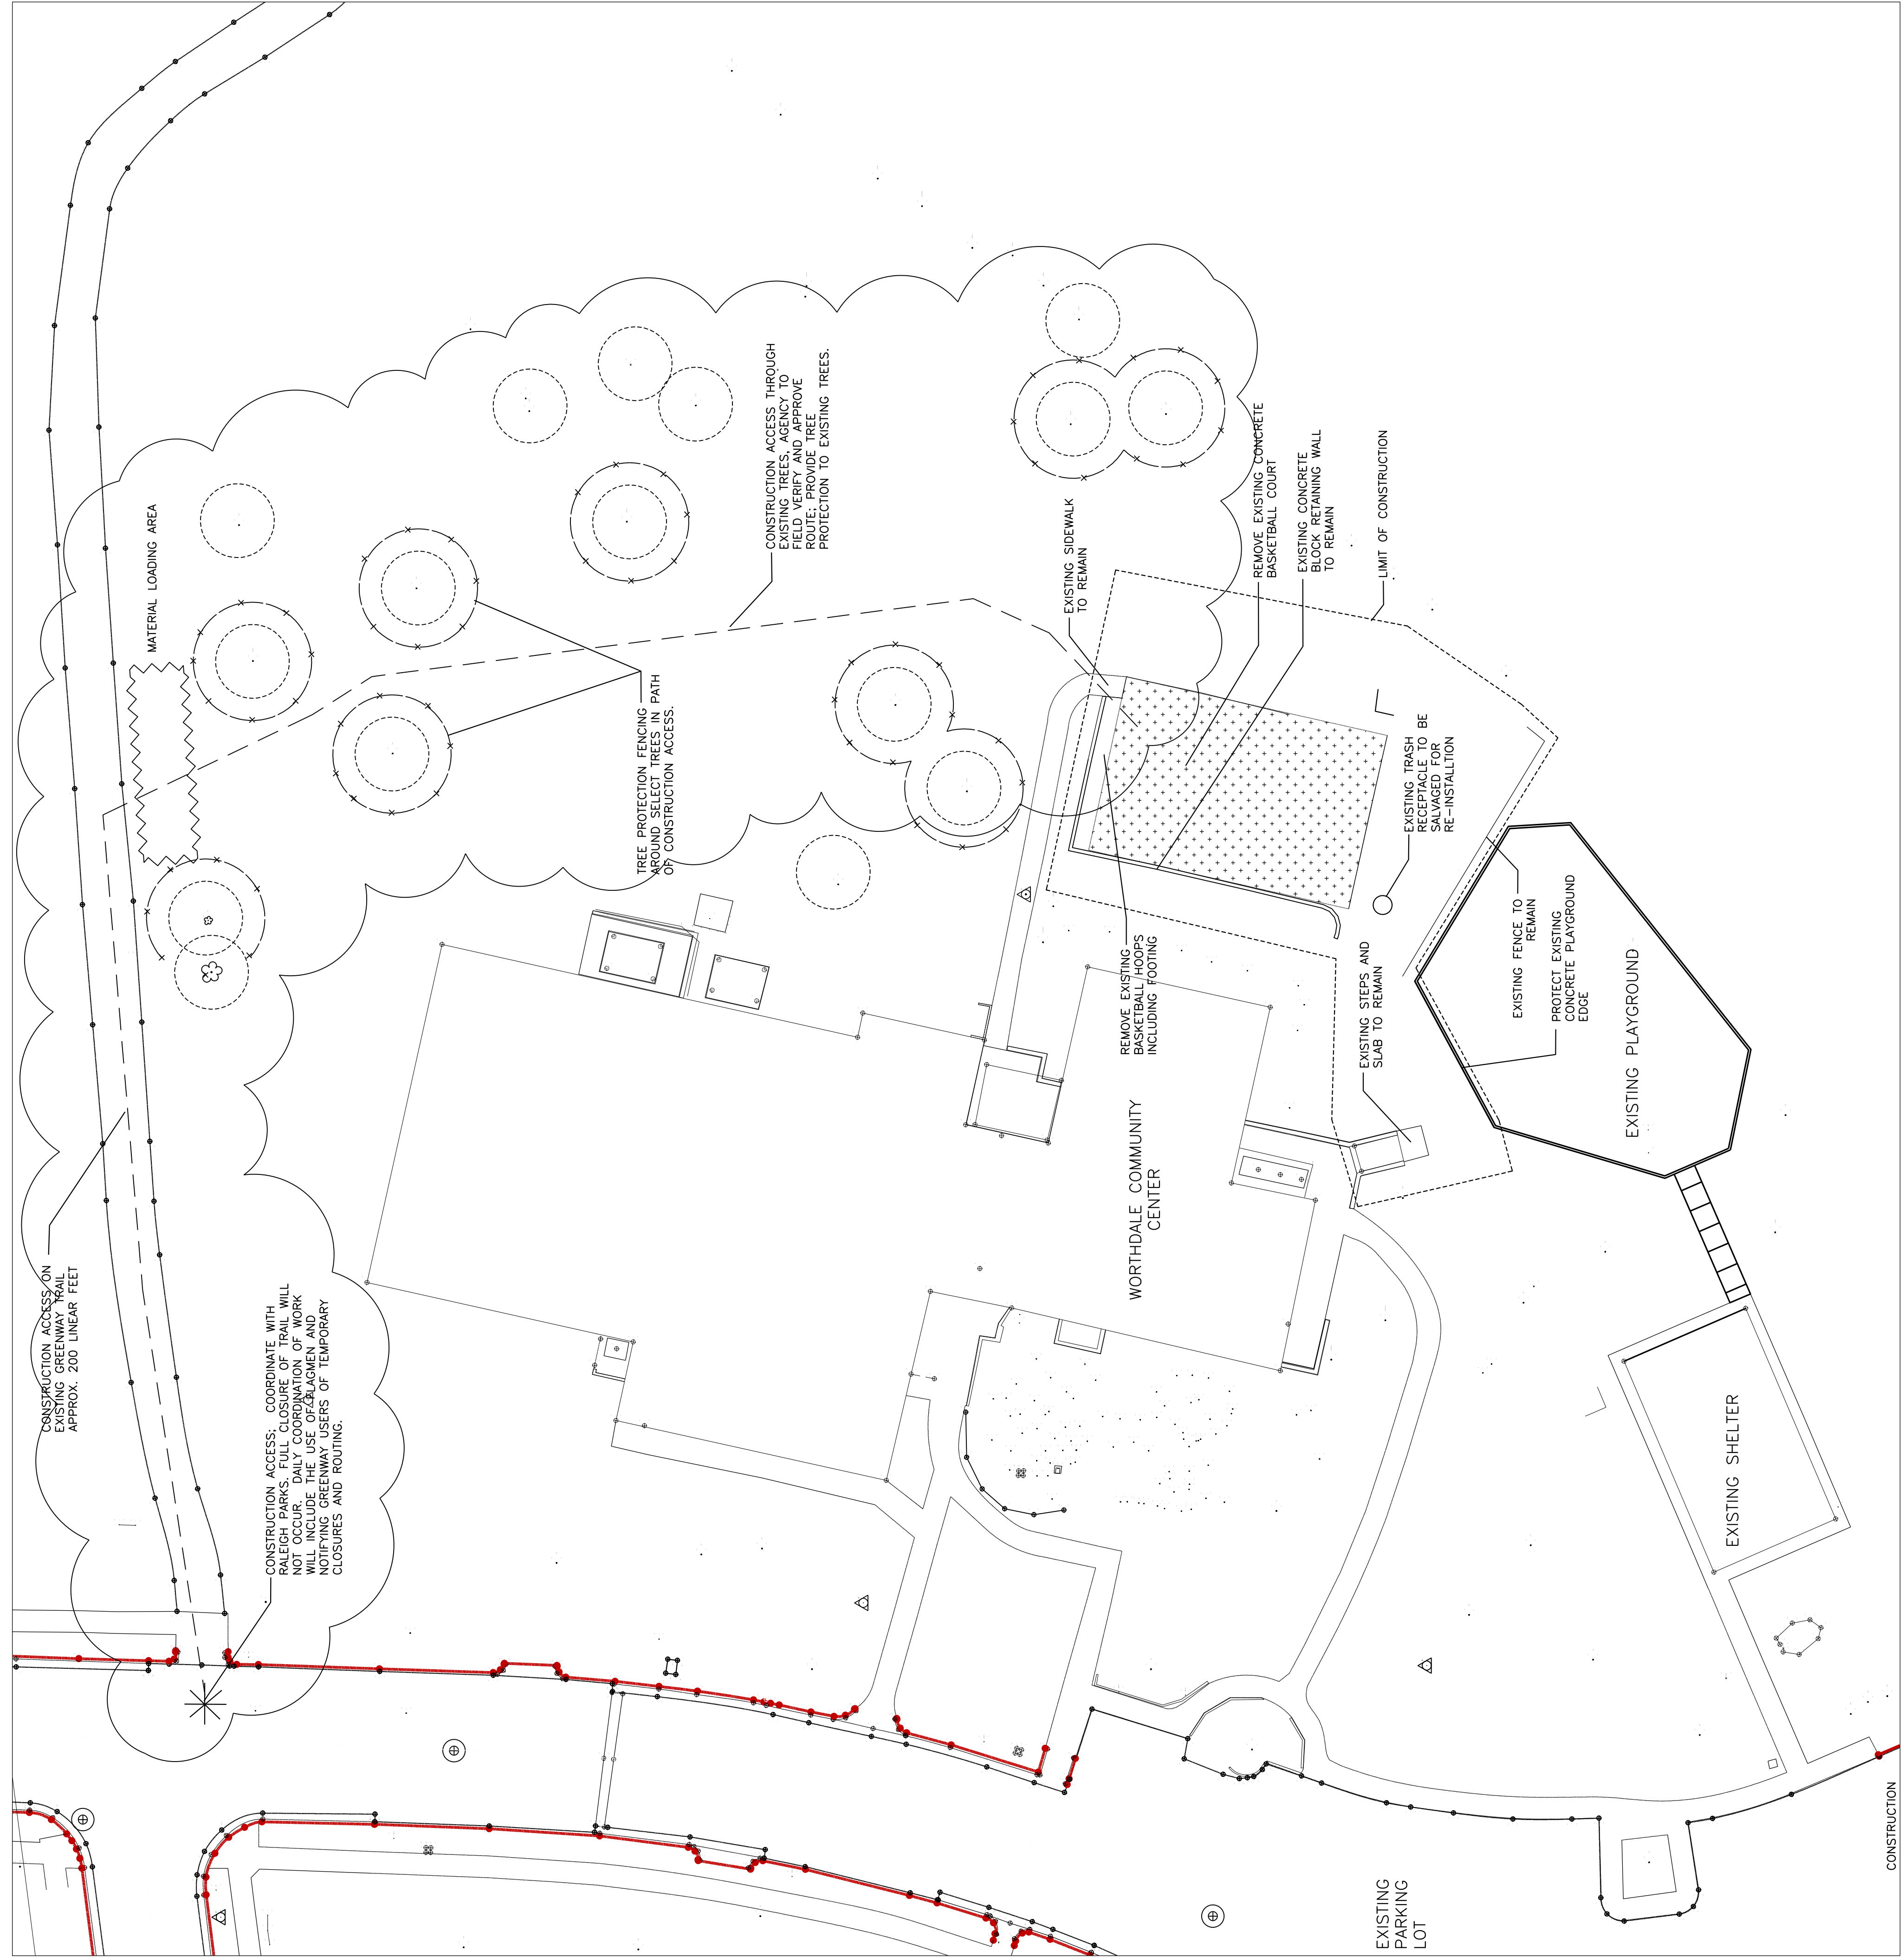 CONSTRUCTION ACCESS ON
EXISTING GREENWAY TRAIL
APPROX. 200 LINEAR FEET
MATERIAL LOADING AREA
CONSTRUCTION ACCESS; COORDINATE WITH
RALEIGH PARKS. FULL CLOSURE OF TRAIL WILL
NOT OCCUR. DAILY COORDINATION OF WORK
WILL INCLUDE THE USE OF FLAGMEN AND
NOTIFYING GREENWAY USERS OF TEMPORARY
CLOSURES AND ROUTING.
TREE PROTECTION FENCING
AROUND SELECT TREES IN PATH
OF CONSTRUCTION ACCESS.
CONSTRUCTION ACCESS THROUGH
EXISTING TREES, AGENCY TO
FIELD VERIFY AND APPROVE
ROUTE; PROVIDE TREE
PROTECTION TO EXISTING TREES.
EXISTING SIDEWALK
TO REMAIN
REMOVE EXISTING
BASKETBALL HOOPS
INCLUDING FOOTING
WORTHDALE COMMUNITY
CENTER
REMOVE EXISTING CONCRETE
BASKETBALL COURT
EXISTING CONCRETE
BLOCK RETAINING WALL
TO REMAIN
LIMIT OF CONSTRUCTION
EXISTING STEPS AND
SLAB TO REMAIN
EXISTING TRASH
RECEPTACLE TO BE
SALVAGED FOR
RE-INSTALLTION
EXISTING PARKING
LOT
EXISTING FENCE TO
REMAIN
PROTECT EXISTING
CONCRETE PLAYGROUND
EDGE
EXISTING PLAYGROUND
EXISTING SHELTER
CONSTRUCTION